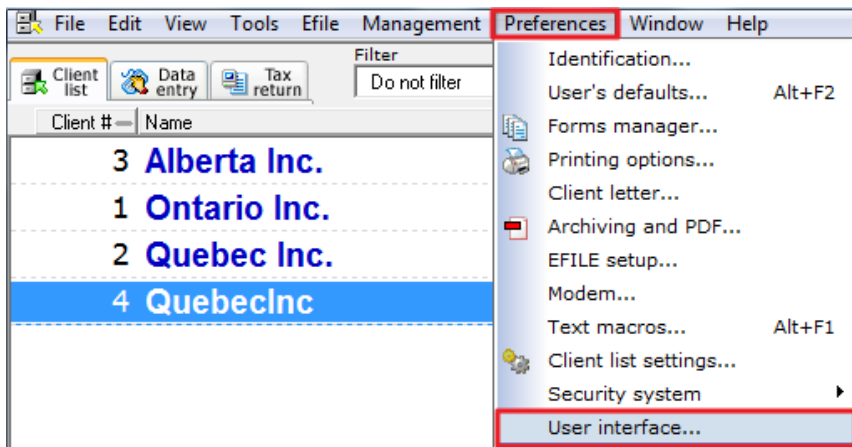 File Edit View Tools Efile Management Preferences Window Help
Client list
Data entry
Tax return
Filter
Do not filter
Client # Name
3 Alberta Inc.
1 Ontario Inc.
2 Quebec Inc.
4 QuebecInc
Identification...
User's defaults... Alt+F2
Forms manager...
Printing options...
Client letter...
Archiving and PDF...
EFILE setup...
Modem...
Text macros... Alt+F1
Client list settings...
Security system
User interface...